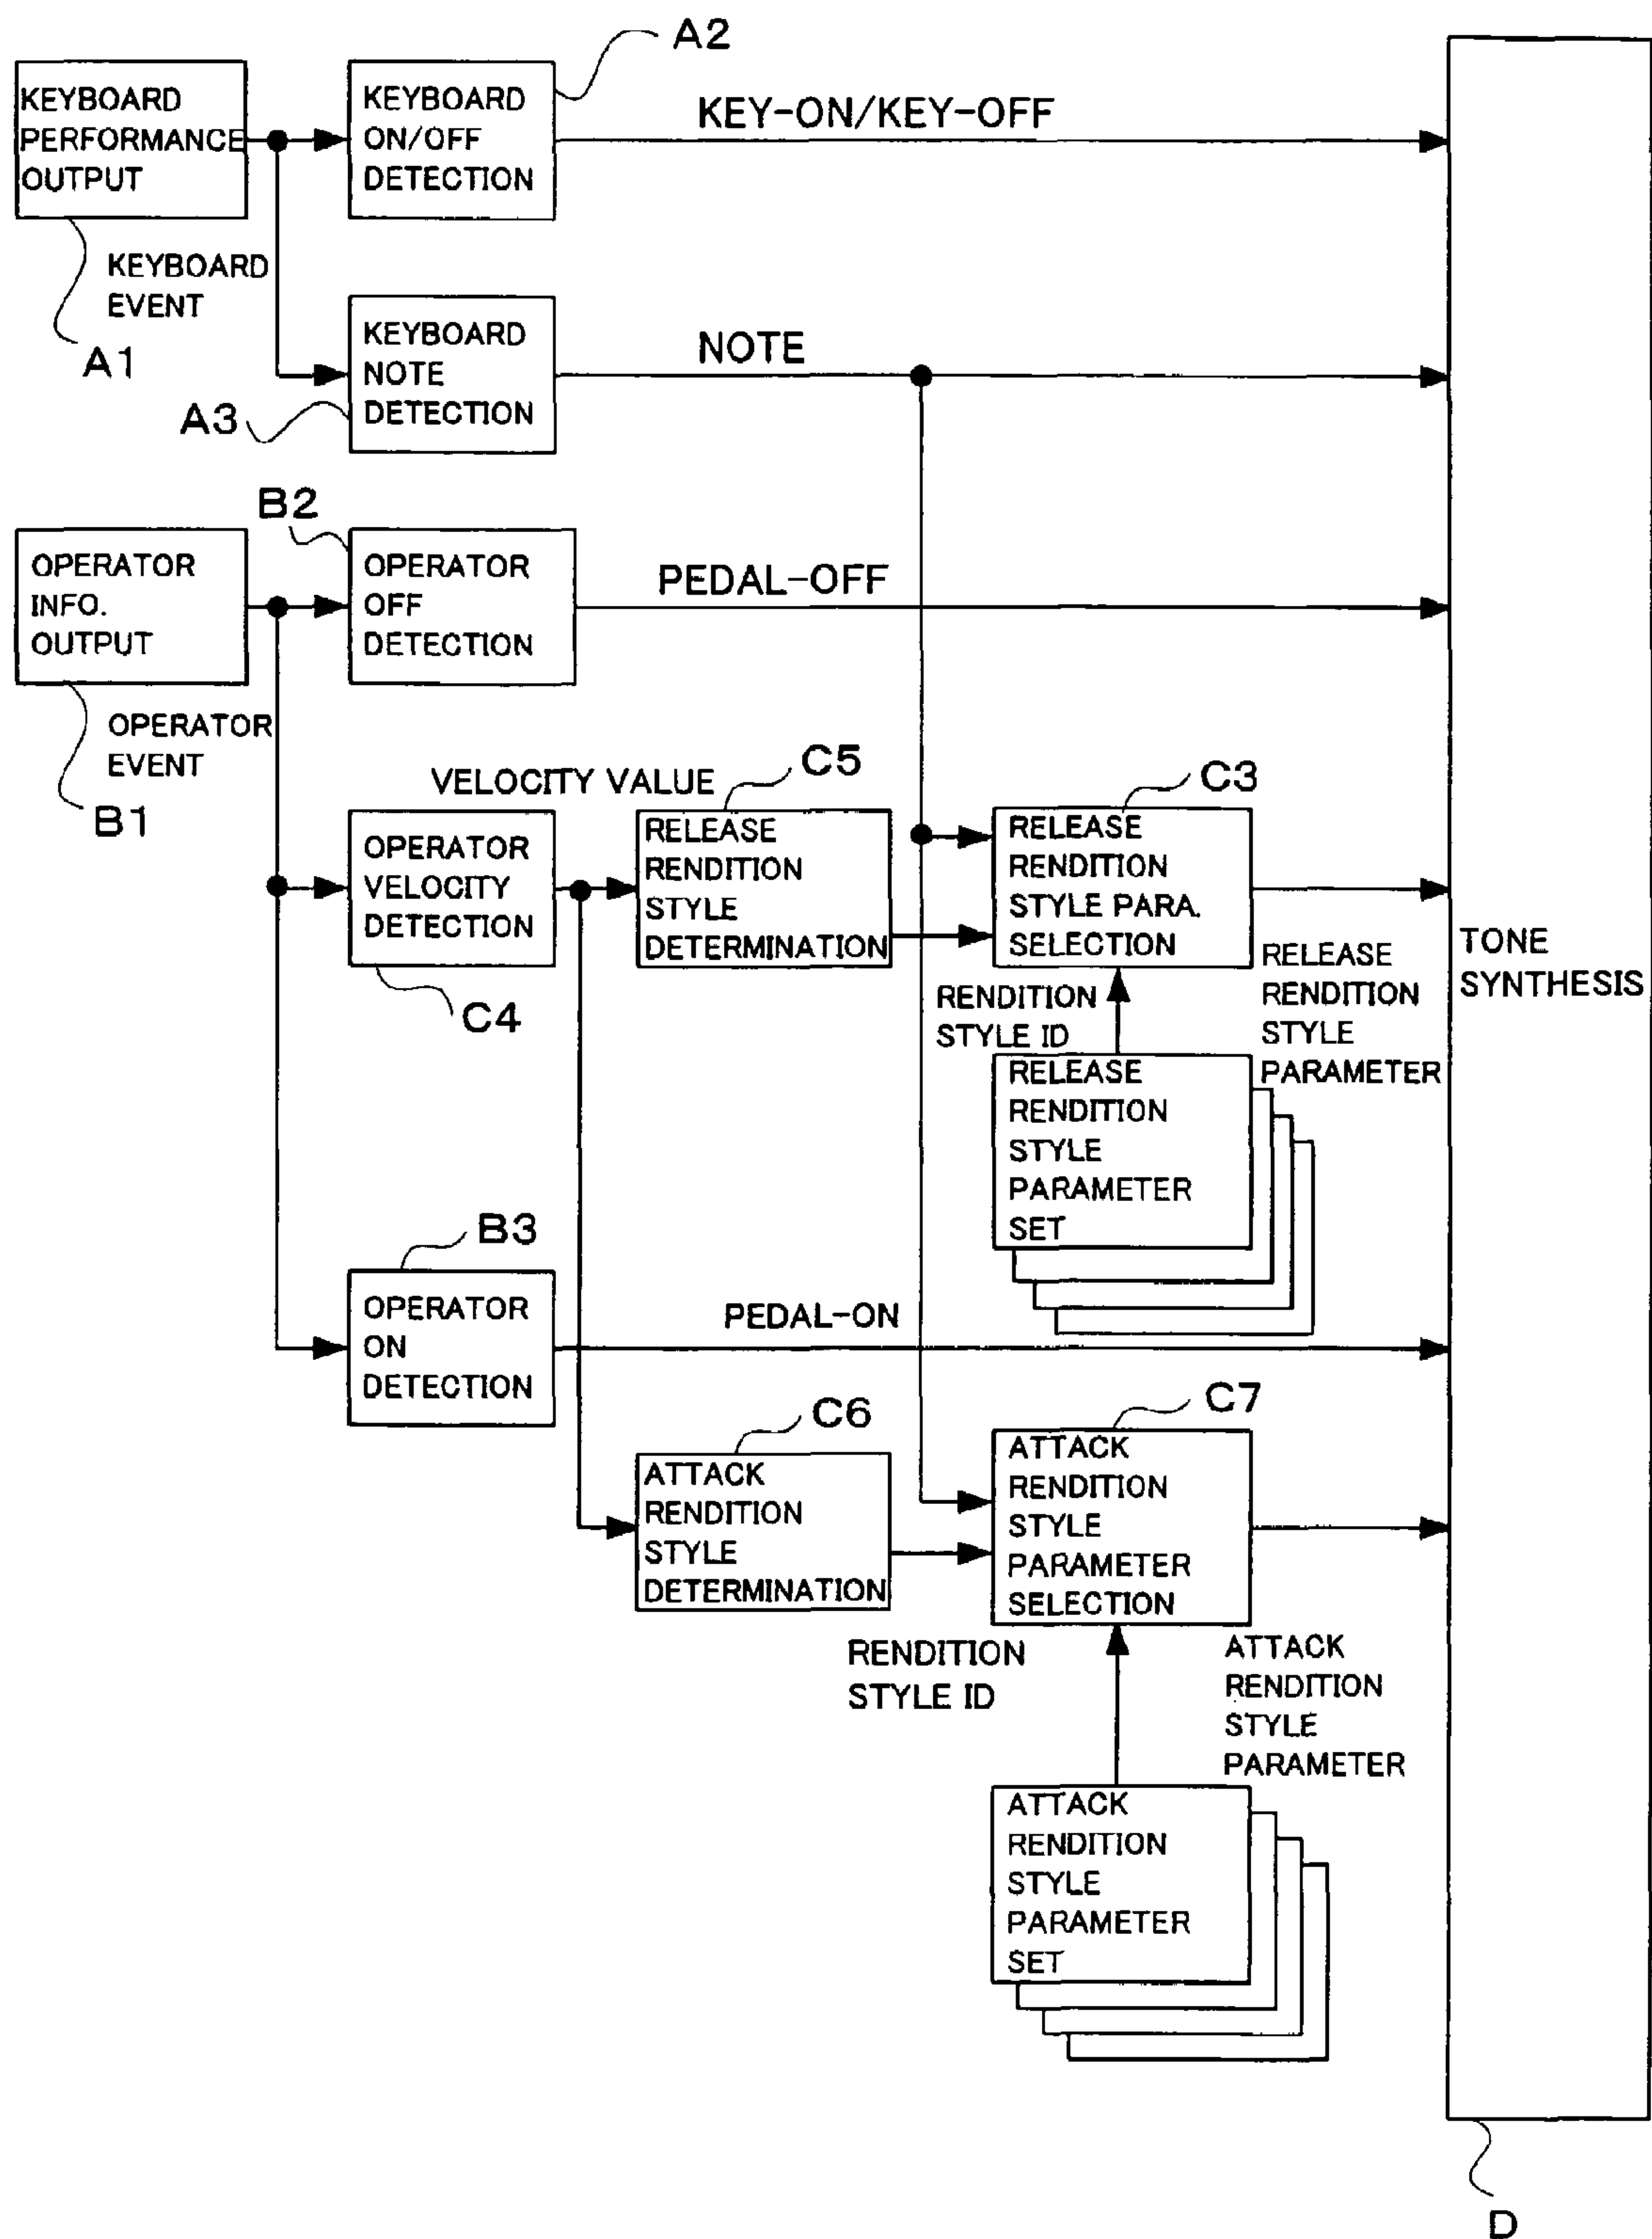 A2
KEYBOARD
PERFORMANCE
OUTPUT
KEYBOARD
ON/OFF
DETECTION
KEY-ON/KEY-OFF
KEYBOARD
EVENT
A1
KEYBOARD
NOTE
DETECTION
NOTE
A3
B2
OPERATOR
INFO.
OUTPUT
OPERATOR
OFF
DETECTION
PEDAL-OFF
OPERATOR
EVENT
B1
VELOCITY VALUE
C5
C3
OPERATOR
VELOCITY
DETECTION
C4
RELEASE
RENDITION
STYLE
DETERMINATION
RELEASE
RENDITION
STYLE PARA.
SELECTION
RENDITION
STYLE ID
RELEASE
RENDITION
STYLE
PARAMETER
TONE
SYNTHESIS
RELEASE
RENDITION
STYLE
PARAMETER
SET
B3
OPERATOR
ON
DETECTION
PEDAL-ON
C6
C7
ATTACK
RENDITION
STYLE
DETERMINATION
ATTACK
RENDITION
STYLE
PARAMETER
SELECTION
RENDITION
STYLE ID
ATTACK
RENDITION
STYLE
PARAMETER
ATTACK
RENDITION
STYLE
PARAMETER
SET
D